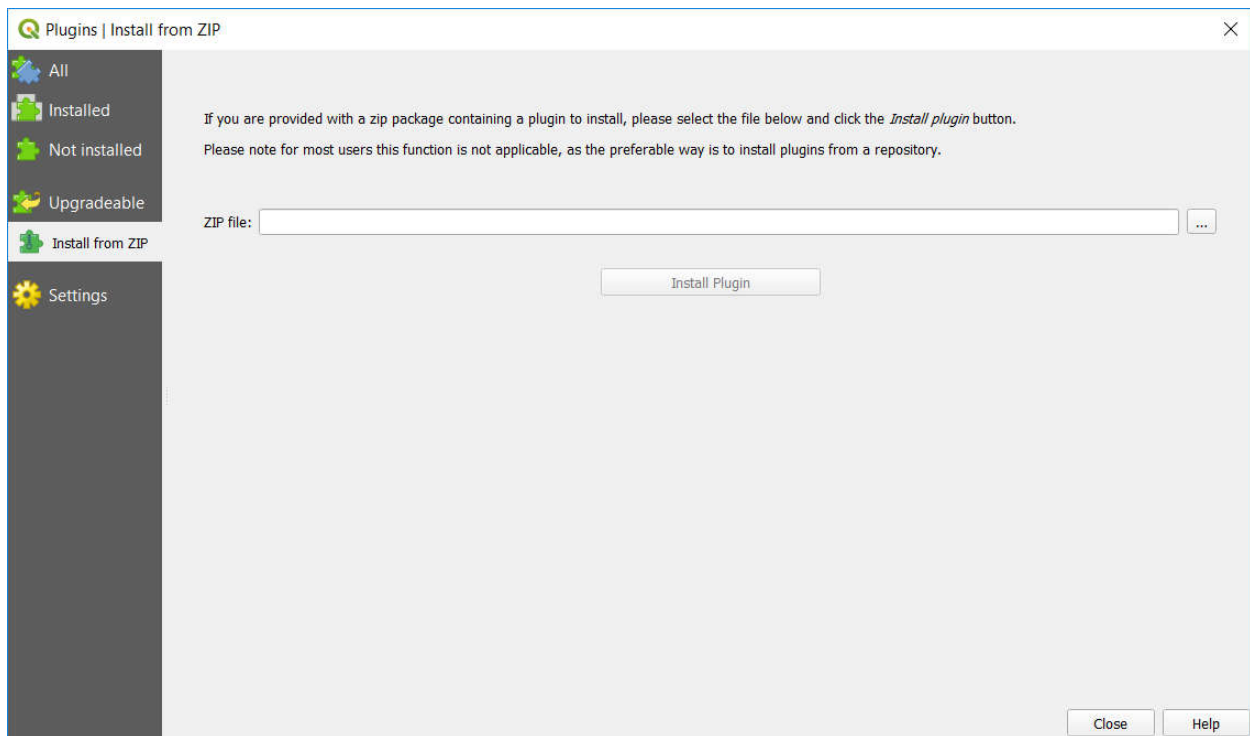 Plugins | Install from ZIP
All
Installed
Not installed
Upgradeable
Install from ZIP
Settings
If you are provided with a zip package containing a plugin to install, please select the file below and click the Install plugin button.
Please note for most users this function is not applicable, as the preferable way is to install plugins from a repository.
ZIP file:
...
Install Plugin
Close
Help